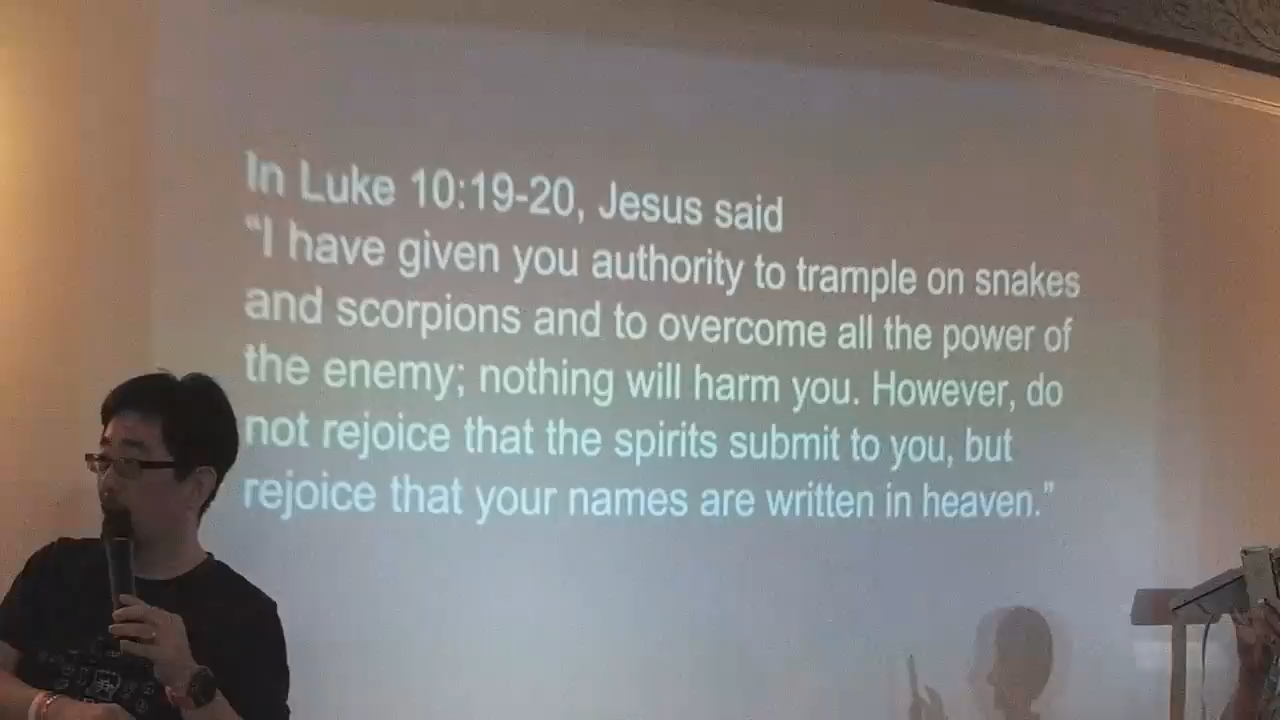 In Luke 10:19-20, Jesus said
“I have given you authority to trample on snakes
and scorpions and to overcome all the power of
the enemy; nothing will harm you. However, do
not rejoice that the spirits submit to you, but
rejoice that your names are written in heaven.”